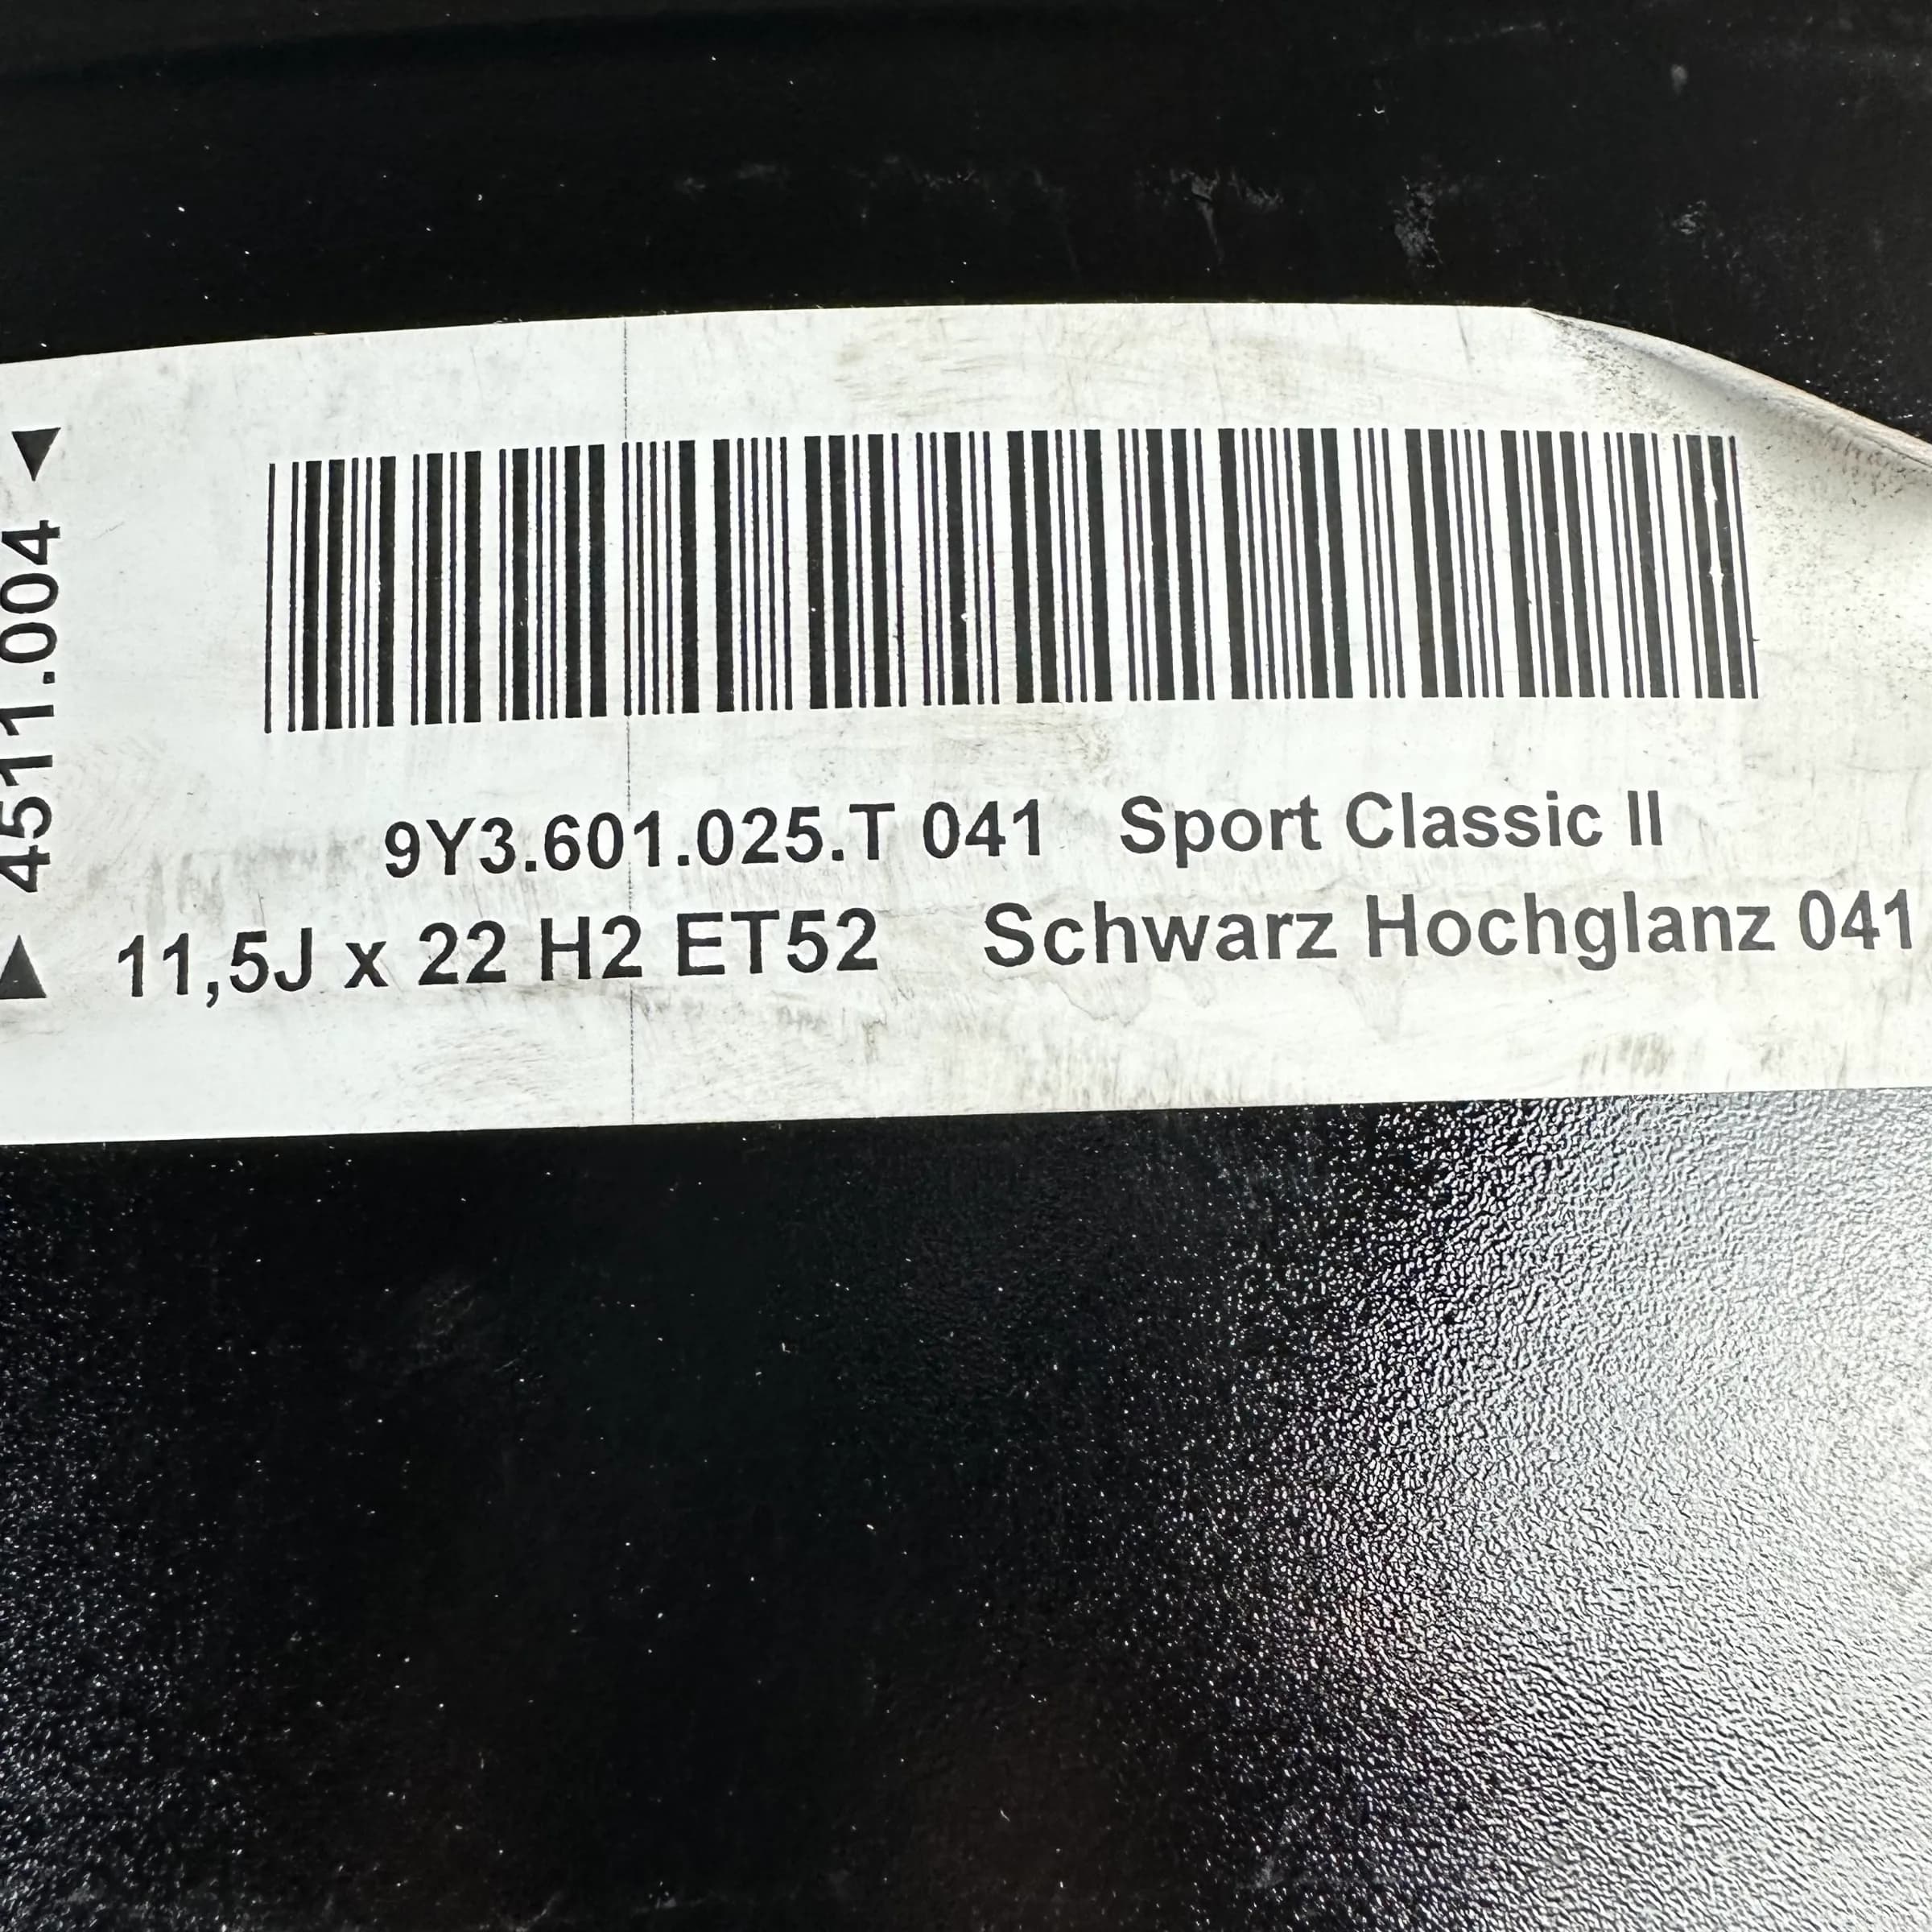 4511.004
9Y3.601.025.T 041 Sport Classic II
11,5J x 22 H2 ET52 Schwarz Hochglanz 041